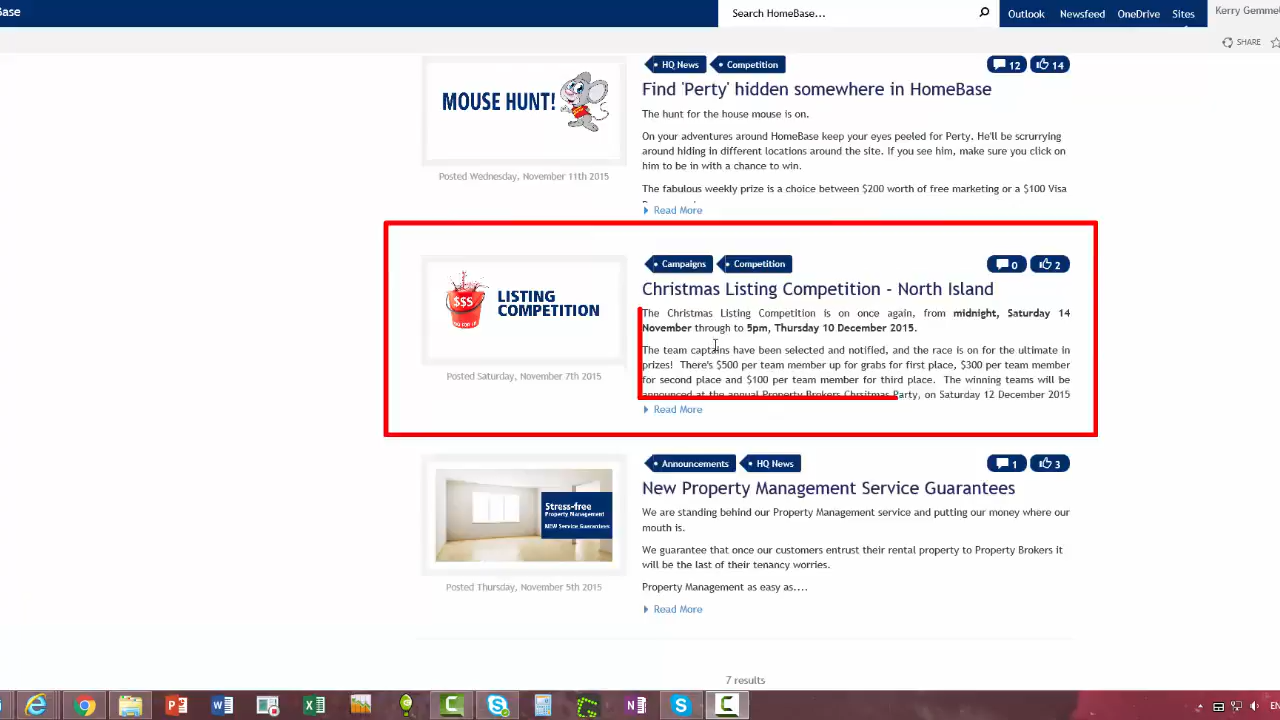 Base
Search HomeBase...
Outlook Newsfeed OneDrive Sites
Kerry Gemmel
SHARE
HQ News Competition 12 14
MOUSE HUNT!
Find 'Perty' hidden somewhere in HomeBase
The hunt for the house mouse is on.
On your adventures around HomeBase keep your eyes peeled for Perty. He'll be scrurrying
around hiding in different locations around the site. If you see him, make sure you click on
him to be in with a chance to win.
Posted Wednesday, November 11th 2015
The fabulous weekly prize is a choice between $200 worth of free marketing or a $100 Visa
Read More
Campaigns Competition 0 2
$$$
LISTING
COMPETITION
Christmas Listing Competition - North Island
The Christmas Listing Competition is on once again, from midnight, Saturday 14
November through to 5pm, Thursday 10 December 2015.
The team captains have been selected and notified, and the race is on for the ultimate in
prizes! There's $500 per team member up for grabs for first place, $300 per team member
for second place and $100 per team member for third place. The winning teams will be
announced at the annual Property Brokers Chrsitmas Party, on Saturday 12 December 2015
Posted Saturday, November 7th 2015
Read More
Announcements HQ News 1 3
Stress-free
Property Management
NEW Service Guarantees
New Property Management Service Guarantees
We are standing behind our Property Management service and putting our money where our
mouth is.
We guarantee that once our customers entrust their rental property to Property Brokers it
will be the last of their tenancy worries.
Posted Thursday, November 5th 2015
Property Management as easy as....
Read More
7 results